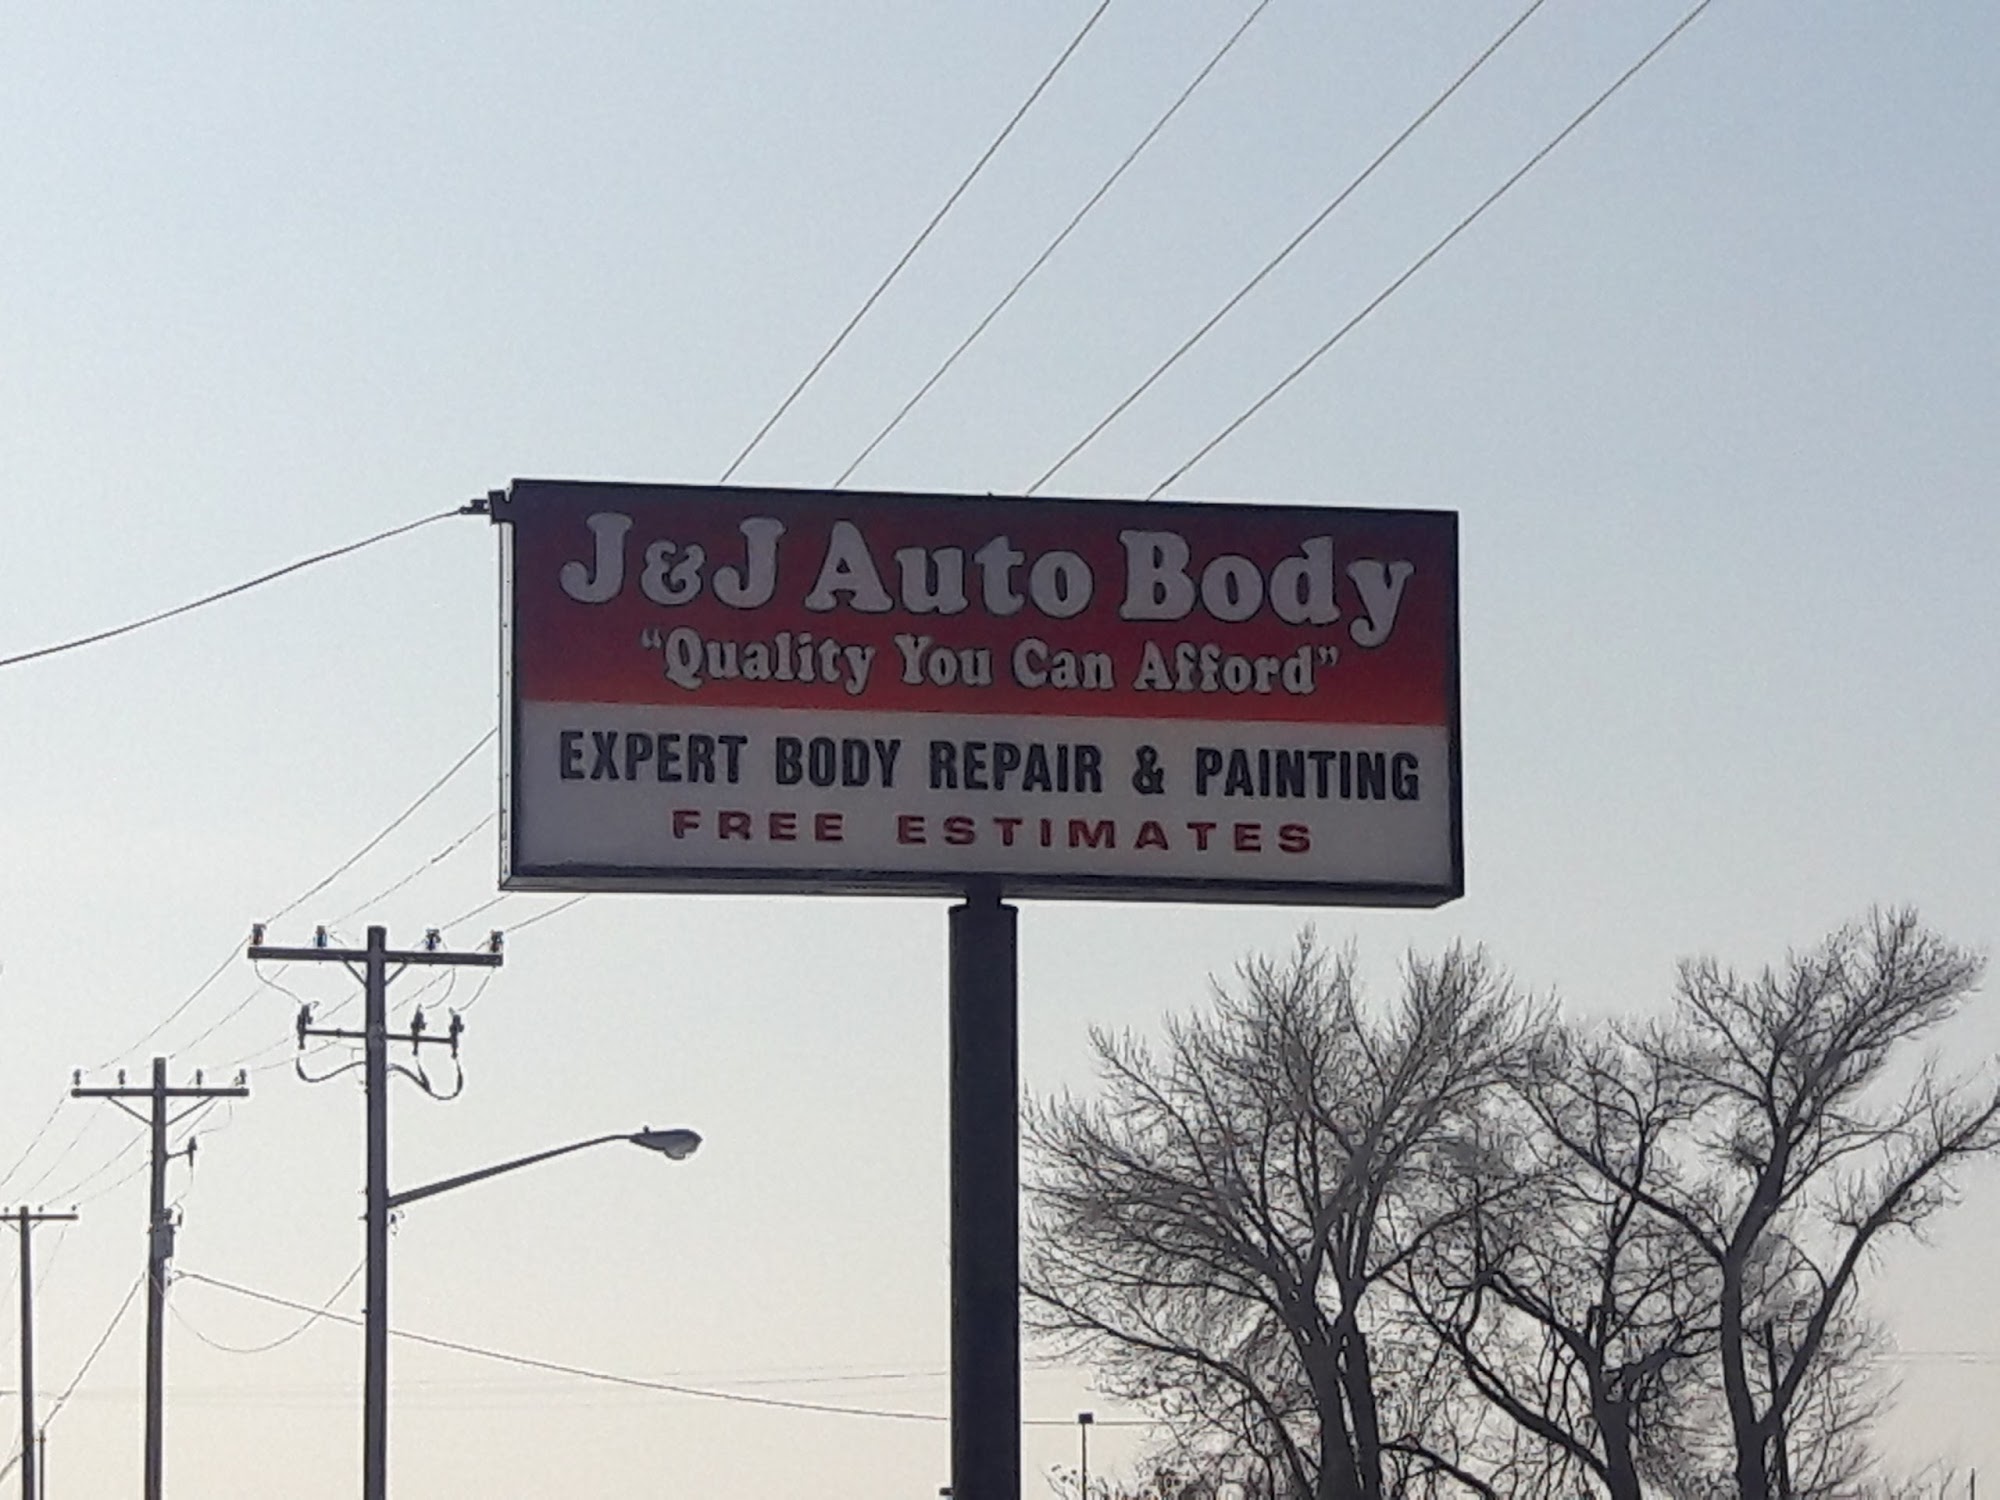 J&J Auto Body
“Quality You Can Afford”
EXPERT BODY REPAIR & PAINTING
FREE ESTIMATES